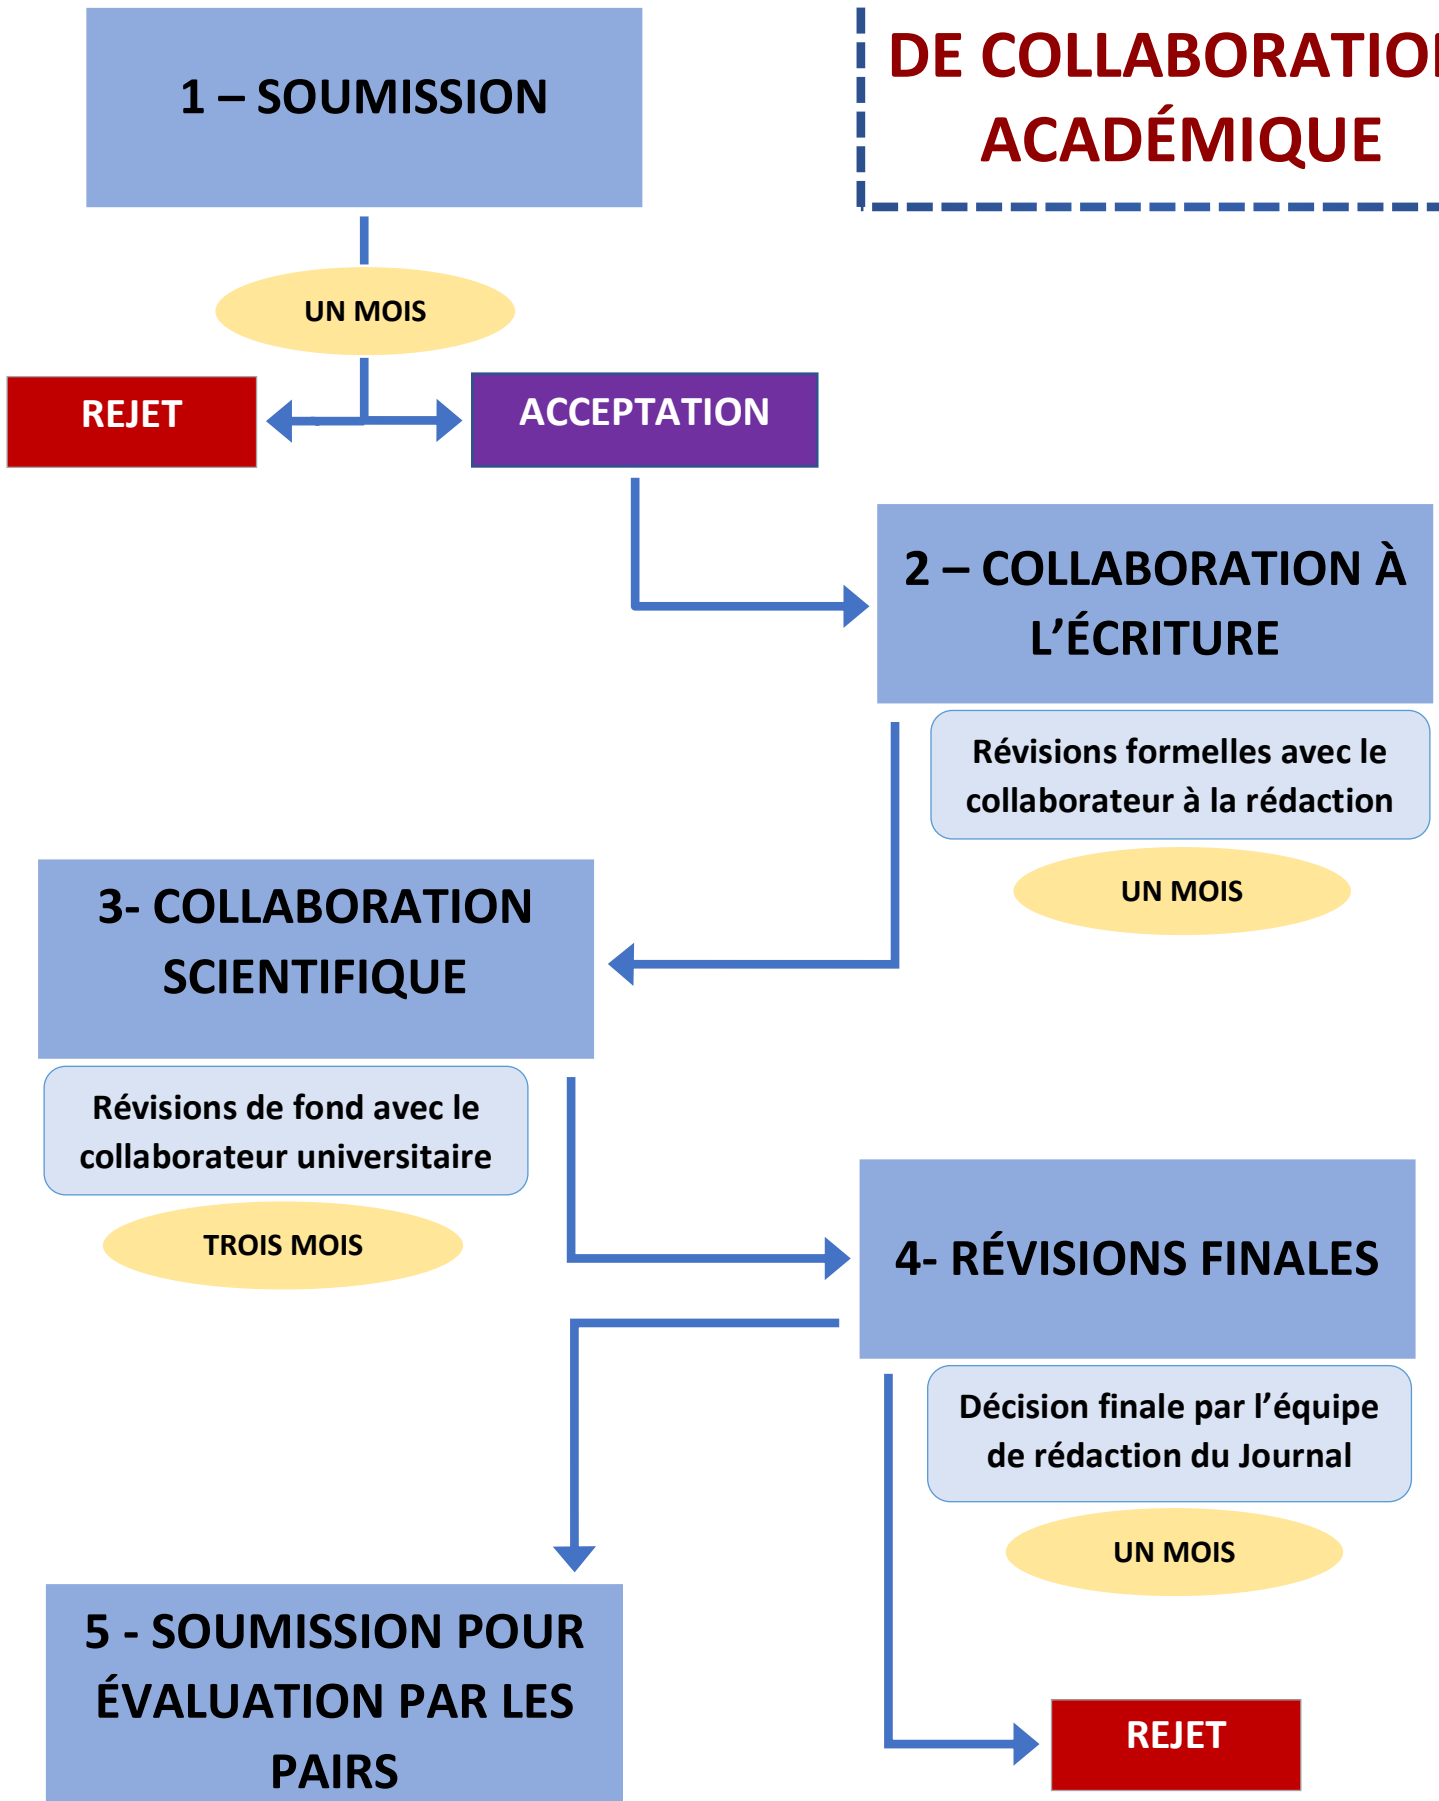 DE COLLABORATION
ACADÉMIQUE
1 – SOUMISSION
UN MOIS
REJET
ACCEPTATION
2 – COLLABORATION À
L’ÉCRITURE
Révisions formelles avec le
collaborateur à la rédaction
UN MOIS
3- COLLABORATION
SCIENTIFIQUE
Révisions de fond avec le
collaborateur universitaire
TROIS MOIS
4- RÉVISIONS FINALES
Décision finale par l’équipe
de rédaction du Journal
UN MOIS
5 - SOUMISSION POUR
ÉVALUATION PAR LES
PAIRS
REJET